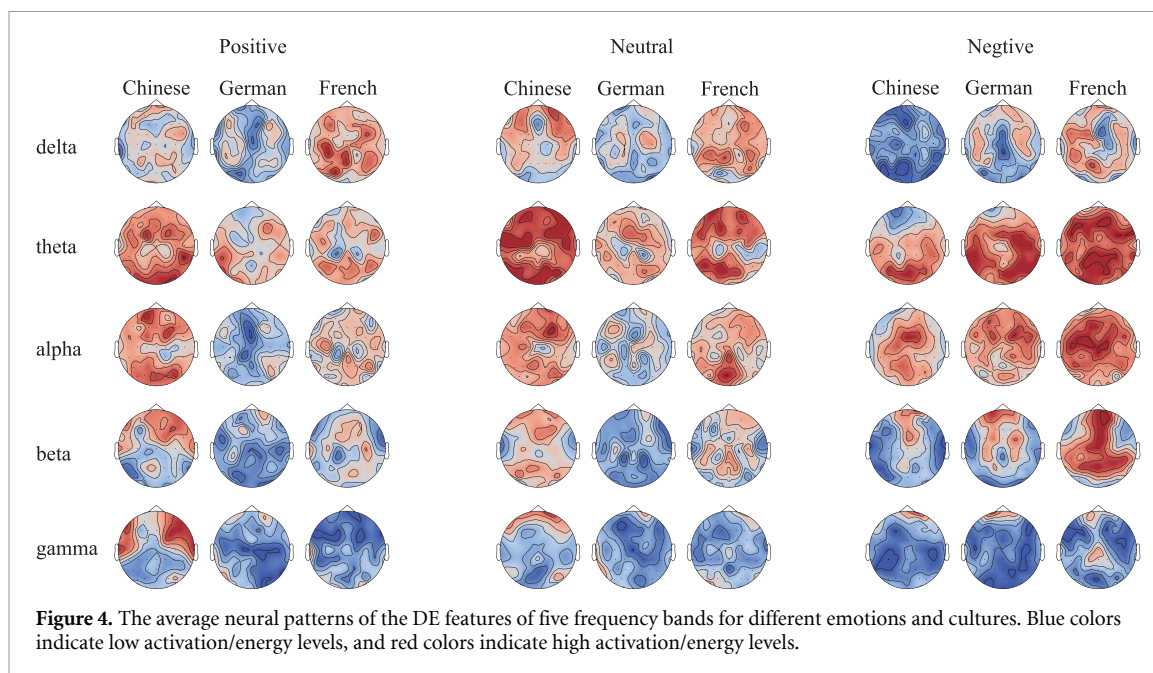 Positive Neutral Negtive
Chinese German French Chinese German French Chinese German French
delta
theta
alpha
beta
gamma
Figure 4. The average neural patterns of the DE features of five frequency bands for different emotions and cultures. Blue colors
indicate low activation/energy levels, and red colors indicate high activation/energy levels.